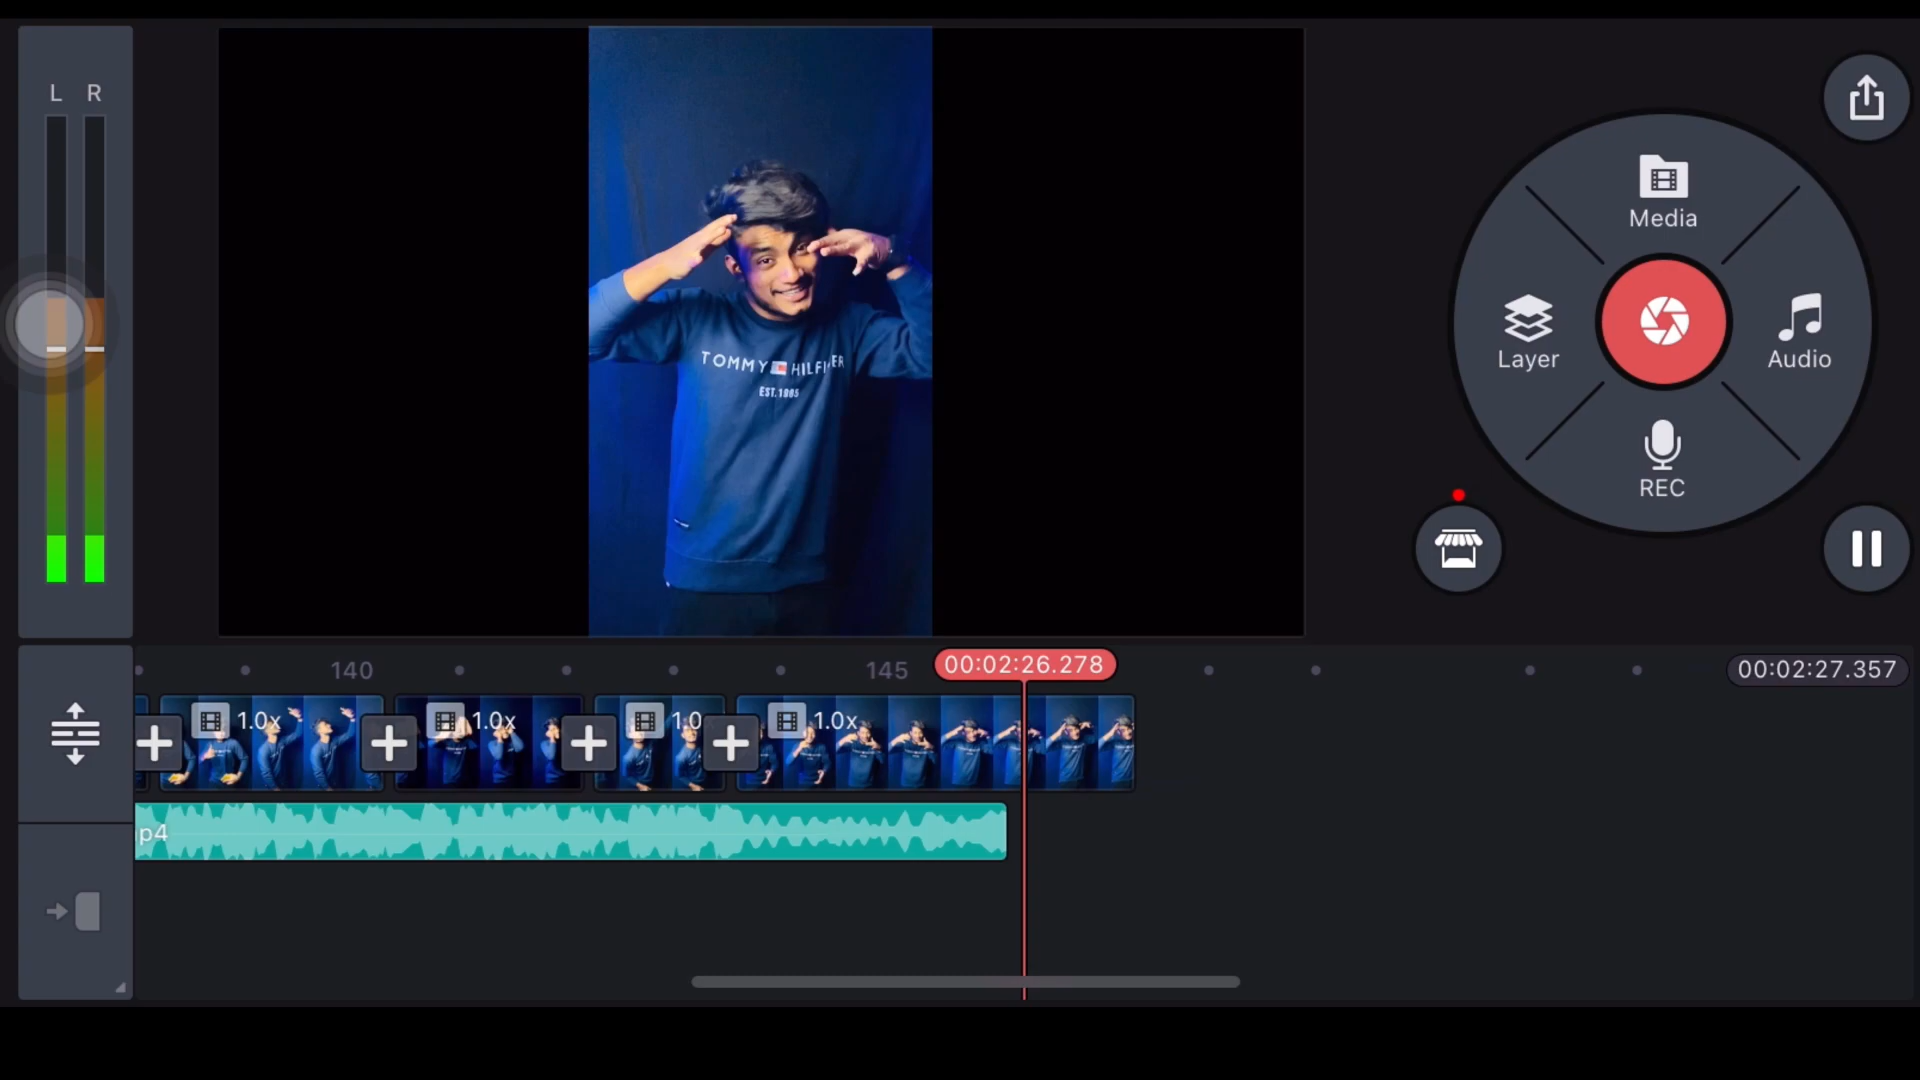 L R
Media
Layer
Audio
REC
TOMMY HILFIGER
EST.1985
140
145
00:02:26.278
00:02:27.357
1.0x
1.0x
1.0
1.0x
p4